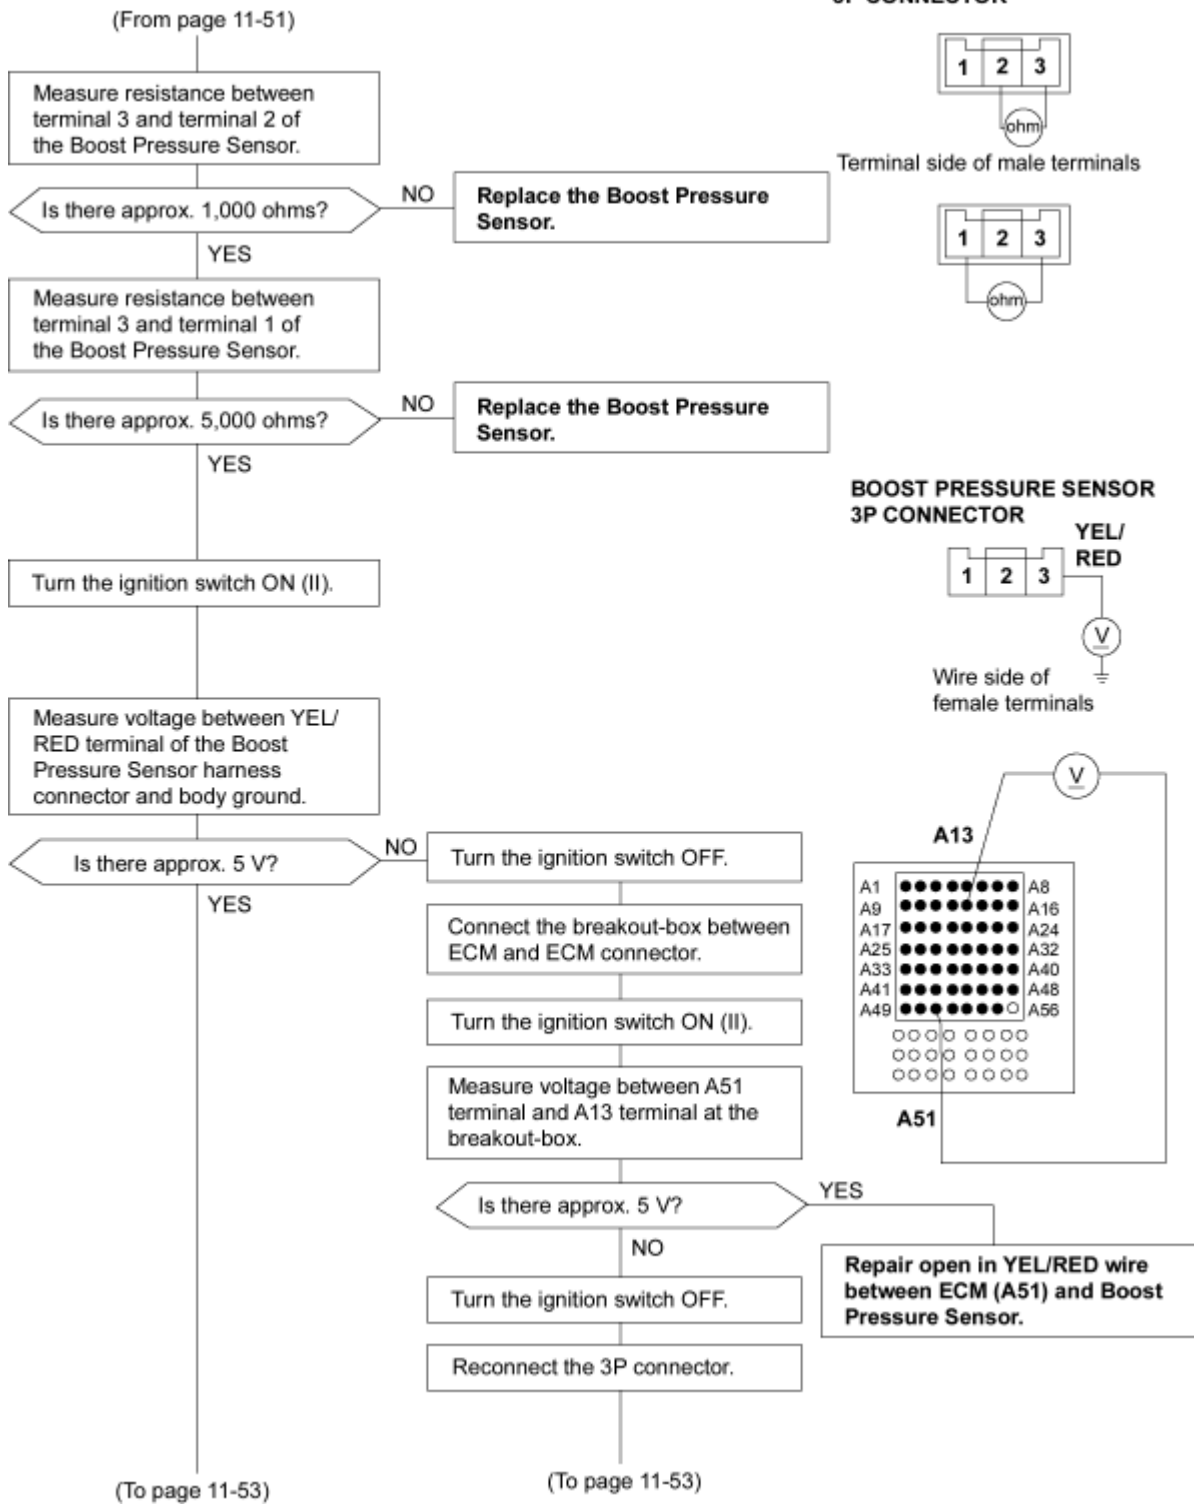 (From page 11-51)
3P CONNECTOR
1 2 3
ohm
Terminal side of male terminals
Measure resistance between
terminal 3 and terminal 2 of
the Boost Pressure Sensor.
Is there approx. 1,000 ohms?
NO
Replace the Boost Pressure
Sensor.
YES
1 2 3
ohm
Measure resistance between
terminal 3 and terminal 1 of
the Boost Pressure Sensor.
Is there approx. 5,000 ohms?
NO
Replace the Boost Pressure
Sensor.
YES
BOOST PRESSURE SENSOR
3P CONNECTOR
YEL/
RED
1 2 3
V
Wire side of
female terminals
Turn the ignition switch ON (II).
Measure voltage between YEL/
RED terminal of the Boost
Pressure Sensor harness
connector and body ground.
Is there approx. 5 V?
NO
YES
Turn the ignition switch OFF.
Connect the breakout-box between
ECM and ECM connector.
Turn the ignition switch ON (II).
Measure voltage between A51
terminal and A13 terminal at the
breakout-box.
V
A13
A1 A8
A9 A16
A17 A24
A25 A32
A33 A40
A41 A48
A49 A56
A51
Is there approx. 5 V?
YES
NO
Repair open in YEL/RED wire
between ECM (A51) and Boost
Pressure Sensor.
Turn the ignition switch OFF.
Reconnect the 3P connector.
(To page 11-53)
(To page 11-53)